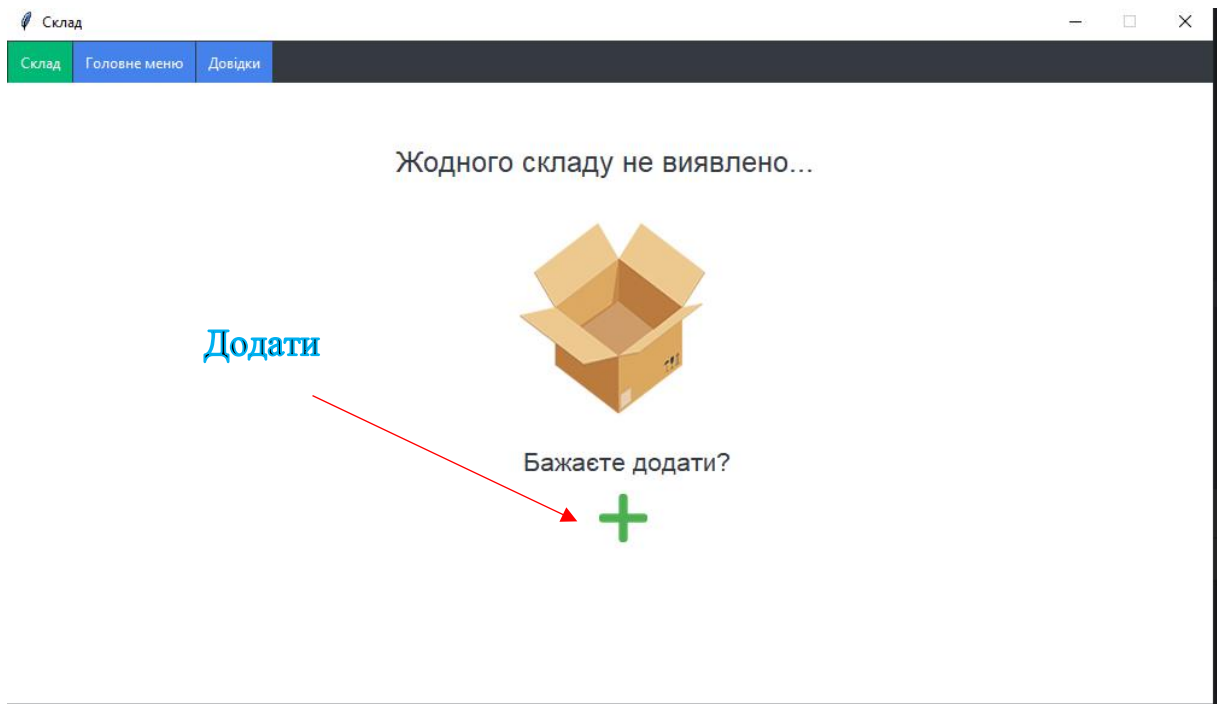 Склад
Склад Головне меню Довідки
Жодного складу не виявлено...
Додати
Бажаєте додати?